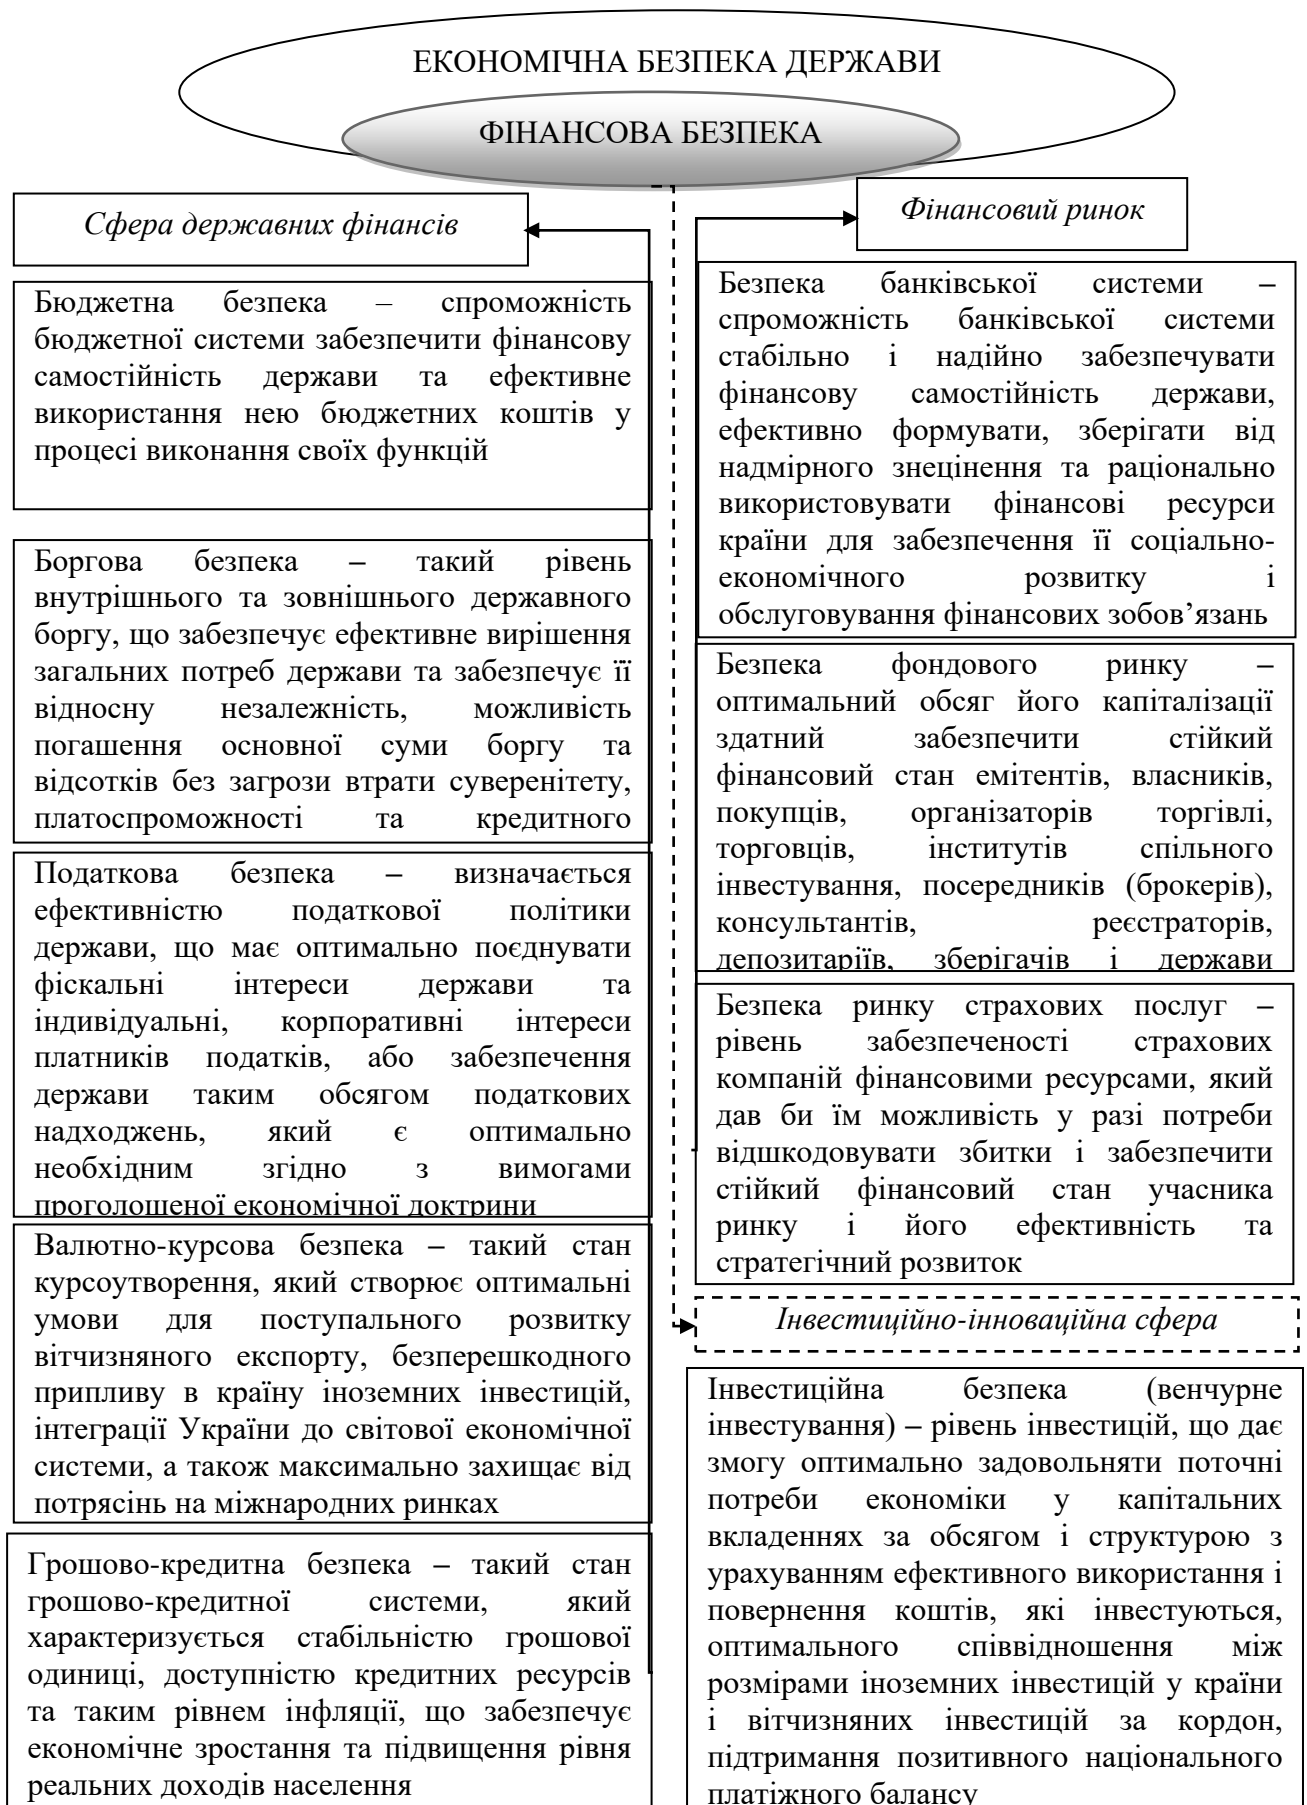 ЕКОНОМІЧНА БЕЗПЕКА ДЕРЖАВИ
ФІНАНСОВА БЕЗПЕКА
Сфера державних фінансів
Бюджетна безпека – спроможність
бюджетної системи забезпечити фінансову
самостійність держави та ефективне
використання нею бюджетних коштів у
процесі виконання своїх функцій
Боргова безпека – такий рівень
внутрішнього та зовнішнього державного
боргу, що забезпечує ефективне вирішення
загальних потреб держави та забезпечує її
відносну незалежність, можливість
погашення основної суми боргу та
відсотків без загрози втрати суверенітету,
платоспроможності та кредитного
Податкова безпека – визначається
ефективністю податкової політики
держави, що має оптимально поєднувати
фіскальні інтереси держави та
індивідуальні, корпоративні інтереси
платників податків, або забезпечення
держави таким обсягом податкових
надходжень, який є оптимально
необхідним згідно з вимогами
проголошеної економічної доктрини
Валютно-курсова безпека – такий стан
курсоутворення, який створює оптимальні
умови для поступального розвитку
вітчизняного експорту, безперешкодного
припливу в країну іноземних інвестицій,
інтеграції України до світової економічної
системи, а також максимально захищає від
потрясінь на міжнародних ринках
Грошово-кредитна безпека – такий стан
грошово-кредитної системи, який
характеризується стабільністю грошової
одиниці, доступністю кредитних ресурсів
та таким рівнем інфляції, що забезпечує
економічне зростання та підвищення рівня
реальних доходів населення
Фінансовий ринок
Безпека банківської системи –
спроможність банківської системи
стабільно і надійно забезпечувати
фінансову самостійність держави,
ефективно формувати, зберігати від
надмірного знецінення та раціонально
використовувати фінансові ресурси
країни для забезпечення її соціально-
економічного розвитку і
обслуговування фінансових зобов’язань
Безпека фондового ринку –
оптимальний обсяг його капіталізації
здатний забезпечити стійкий
фінансовий стан емітентів, власників,
покупців, організаторів торгівлі,
торговців, інститутів спільного
інвестування, посередників (брокерів),
консультантів, реєстраторів,
депозитаріїв, зберігачів і держави
Безпека ринку страхових послуг –
рівень забезпеченості страхових
компаній фінансовими ресурсами, який
дав би їм можливість у разі потреби
відшкодовувати збитки і забезпечити
стійкий фінансовий стан учасника
ринку і його ефективність та
стратегічний розвиток
Інвестиційно-інноваційна сфера
Інвестиційна безпека (венчурне
інвестування) – рівень інвестицій, що дає
змогу оптимально задовольняти поточні
потреби економіки у капітальних
вкладеннях за обсягом і структурою з
урахуванням ефективного використання і
повернення коштів, які інвестуються,
оптимального співвідношення між
розмірами іноземних інвестицій у країни
і вітчизняних інвестицій за кордон,
підтримання позитивного національного
платіжного балансу